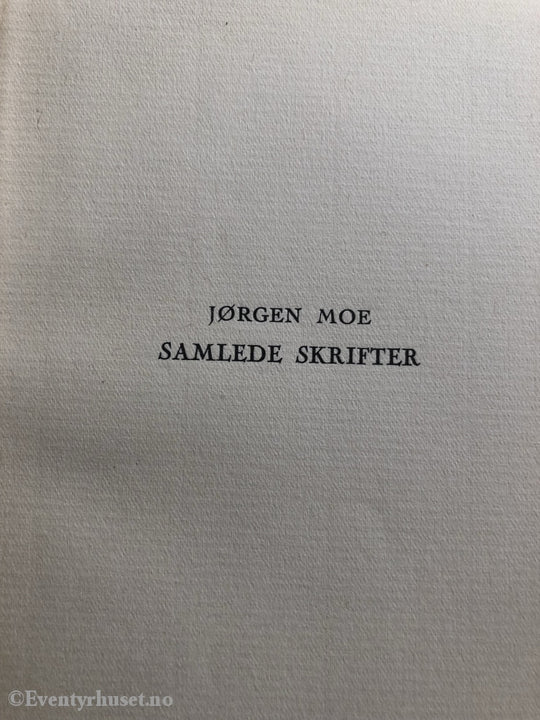 JØRGEN MOE
SAMLEDE SKRIFTER
©Eventyrhuset.no